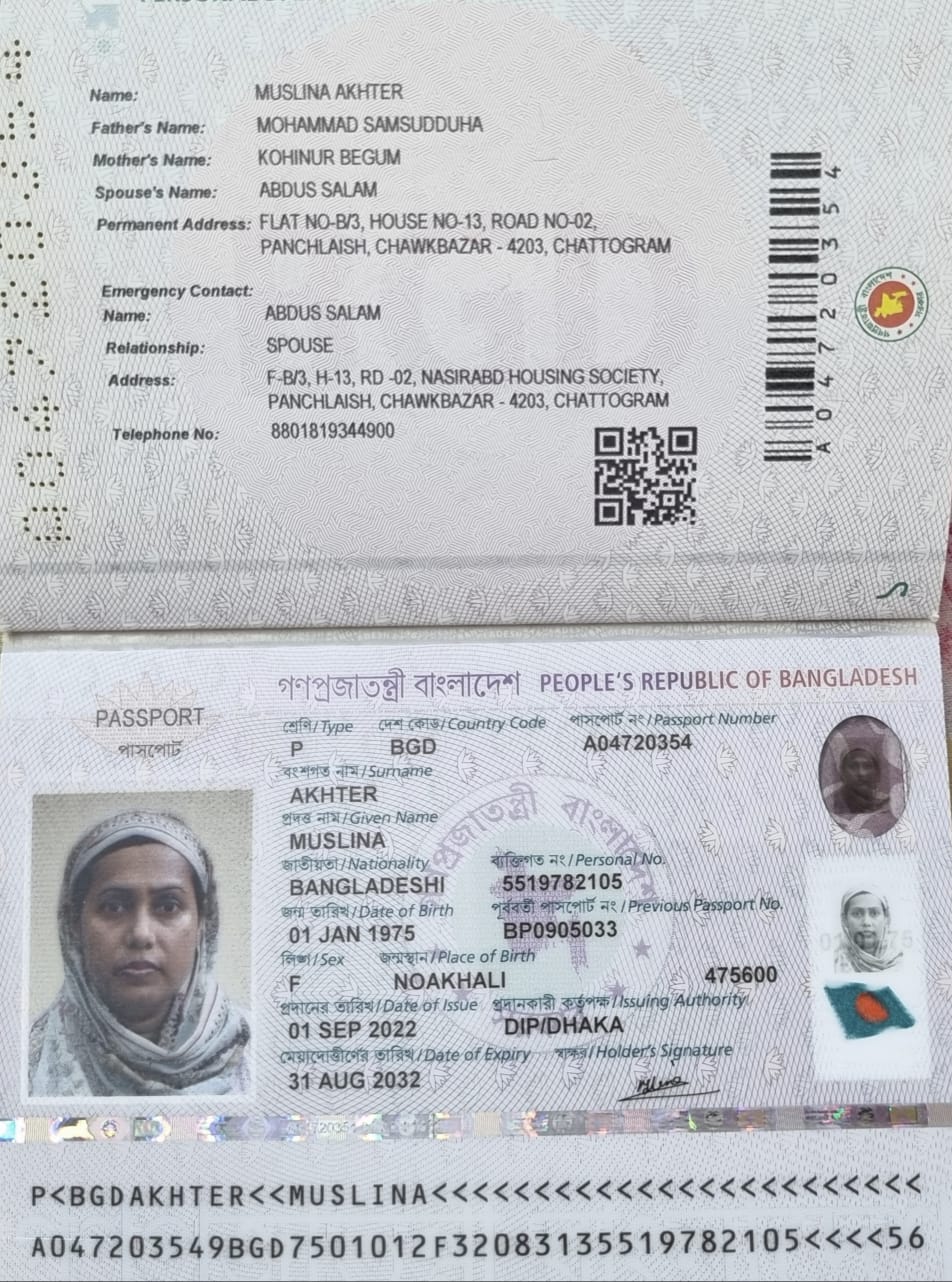 Name: MUSLINA AKHTER
Father's Name: MOHAMMAD SAMSUDDUHA
Mother's Name: KOHINUR BEGUM
Spouse's Name: ABDUS SALAM
Permanent Address: FLAT NO-B/3, HOUSE NO-13, ROAD NO-02,
PANCHLAISH, CHAWKBAZAR - 4203, CHATTOGRAM
Emergency Contact:
Name: ABDUS SALAM
Relationship: SPOUSE
Address: F-B/3, H-13, RD -02, NASIRABD HOUSING SOCIETY,
PANCHLAISH, CHAWKBAZAR - 4203, CHATTOGRAM
Telephone No: 8801819344900
A04720354
A04720354
গণপ্রজাতন্ত্রী বাংলাদেশ PEOPLE'S REPUBLIC OF BANGLADESH
PASSPORT
পাসপোর্ট
শ্রেণি/Type দেশ কোড/Country Code পাসপোর্ট নং/Passport Number
P BGD A04720354
বংশগত নাম/Surname
AKHTER
প্রদত্ত নাম/Given Name
MUSLINA
জাতীয়তা/Nationality ব্যক্তিগত নং/Personal No.
BANGLADESHI 5519782105
জন্ম তারিখ/Date of Birth পূর্ববর্তী পাসপোর্ট নং/Previous Passport No.
01 JAN 1975 BP0905033
লিঙ্গ/Sex জন্মস্থান/Place of Birth
F NOAKHALI 475600
প্রদানের তারিখ/Date of Issue প্রদানকারী কর্তৃপক্ষ/Issuing Authority
01 SEP 2022 DIP/DHAKA
মেয়াদোত্তীর্ণের তারিখ/Date of Expiry স্বাক্ষর/Holder's Signature
31 AUG 2032
P<BGDAKHTER<<MUSLINA<<<<<<<<<<<<<<<<<<<<<<<<
A047203549BGD7501012F32083135519782105<<<<56